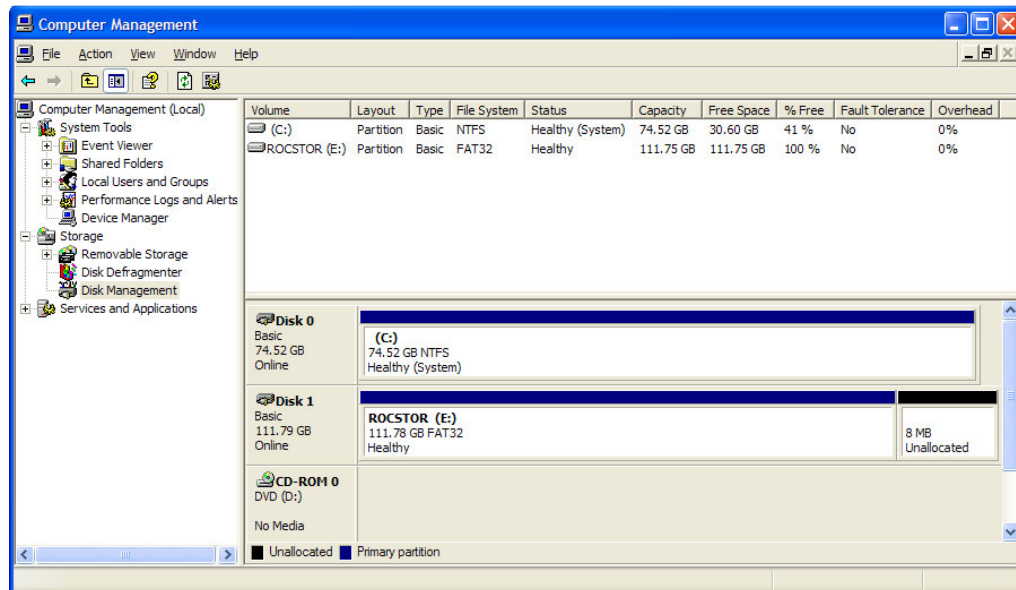 Computer Management
File Action View Window Help
Computer Management (Local)
System Tools
Event Viewer
Shared Folders
Local Users and Groups
Performance Logs and Alerts
Device Manager
Storage
Removable Storage
Disk Defragmenter
Disk Management
Services and Applications
Volume Layout Type File System Status Capacity Free Space % Free Fault Tolerance Overhead
(C:) Partition Basic NTFS Healthy (System) 74.52 GB 30.60 GB 41 % No 0%
ROCSTOR (E:) Partition Basic FAT32 Healthy 111.75 GB 111.75 GB 100 % No 0%
Disk 0
Basic
74.52 GB
Online
(C:)
74.52 GB NTFS
Healthy (System)
Disk 1
Basic
111.79 GB
Online
ROCSTOR (E:)
111.78 GB FAT32
Healthy
8 MB
Unallocated
CD-ROM 0
DVD (D:)
No Media
Unallocated Primary partition